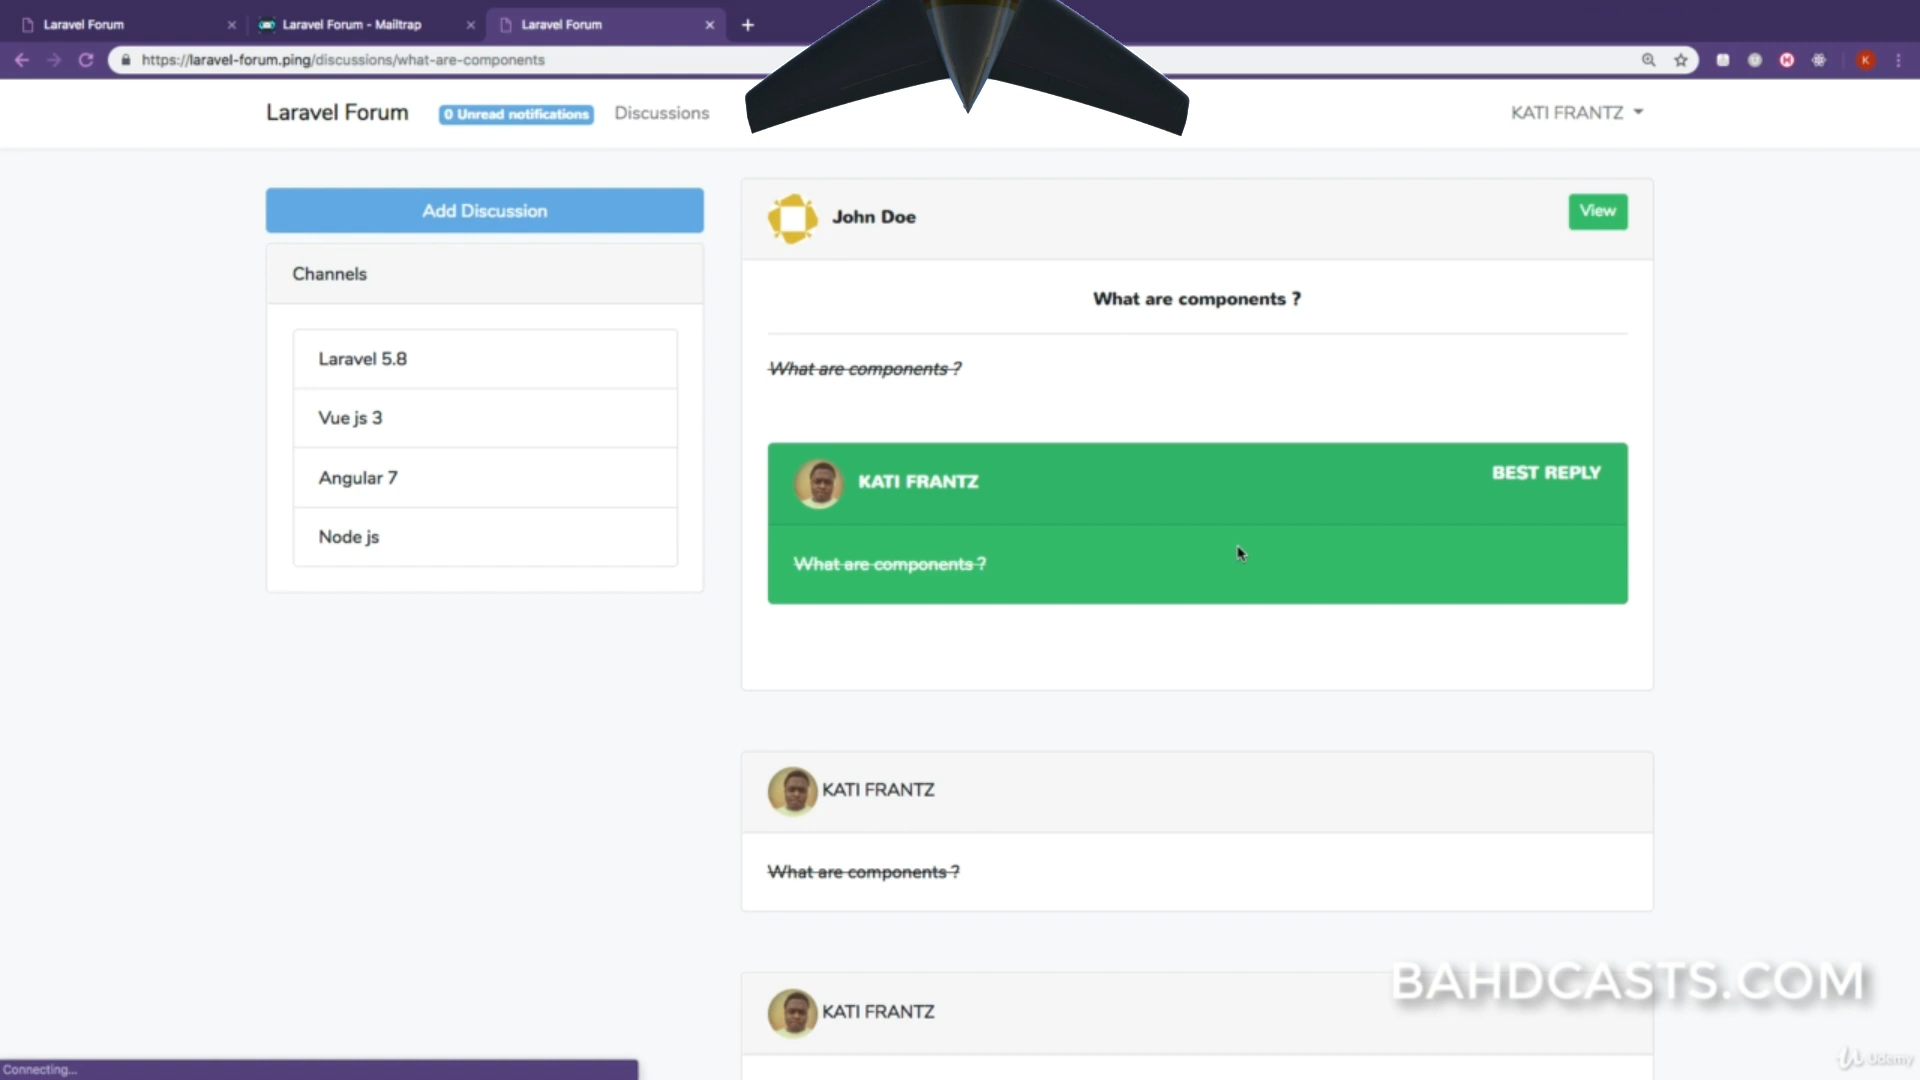 Laravel Forum
Laravel Forum - Mailtrap
Laravel Forum
https://laravel-forum.ping/discussions/what-are-components
K
Laravel Forum
0 Unread notifications
Discussions
KATI FRANTZ
Add Discussion
Channels
Laravel 5.8
Vue js 3
Angular 7
Node js
John Doe
View
What are components ?
What are components ?
KATI FRANTZ
BEST REPLY
What are components ?
KATI FRANTZ
What are components ?
KATI FRANTZ
BAHDCASTS.COM
Udemy
Connecting...